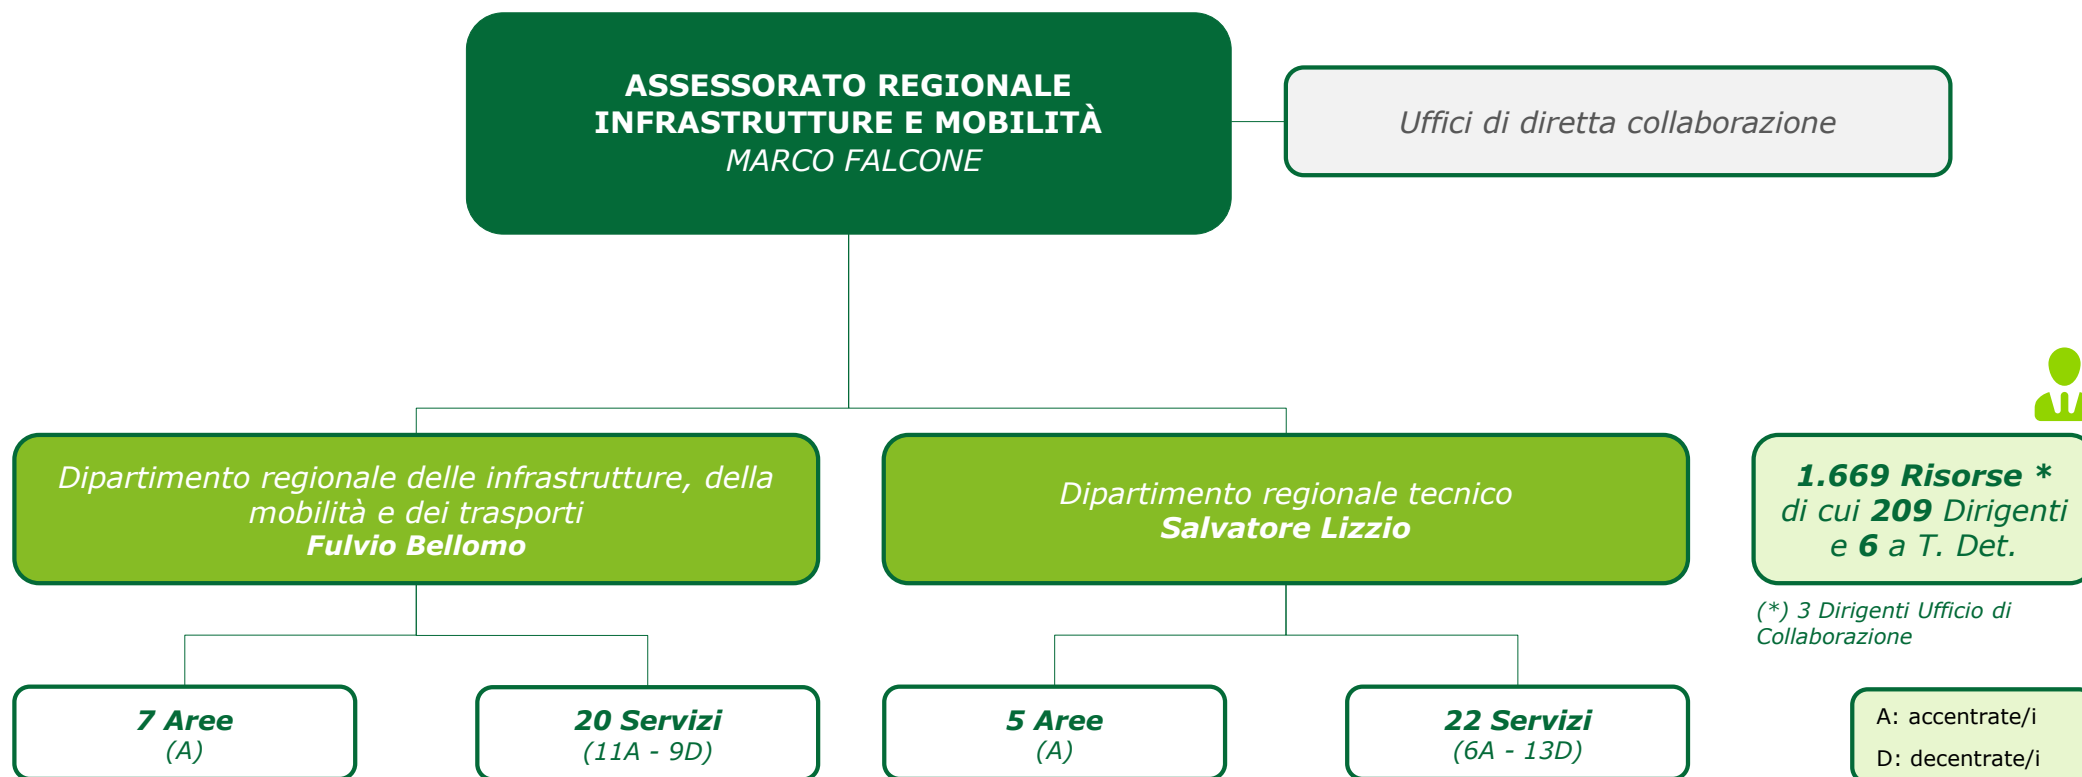 ASSESSORATO REGIONALE
INFRASTRUTTURE E MOBILITÀ
MARCO FALCONE
Uffici di diretta collaborazione
Dipartimento regionale delle infrastrutture, della
mobilità e dei trasporti
Fulvio Bellomo
Dipartimento regionale tecnico
Salvatore Lizzio
1.669 Risorse *
di cui 209 Dirigenti
e 6 a T. Det.
(*) 3 Dirigenti Ufficio di
Collaborazione
7 Aree
(A)
20 Servizi
(11A - 9D)
5 Aree
(A)
22 Servizi
(6A - 13D)
A: accentrate/i
D: decentrate/i